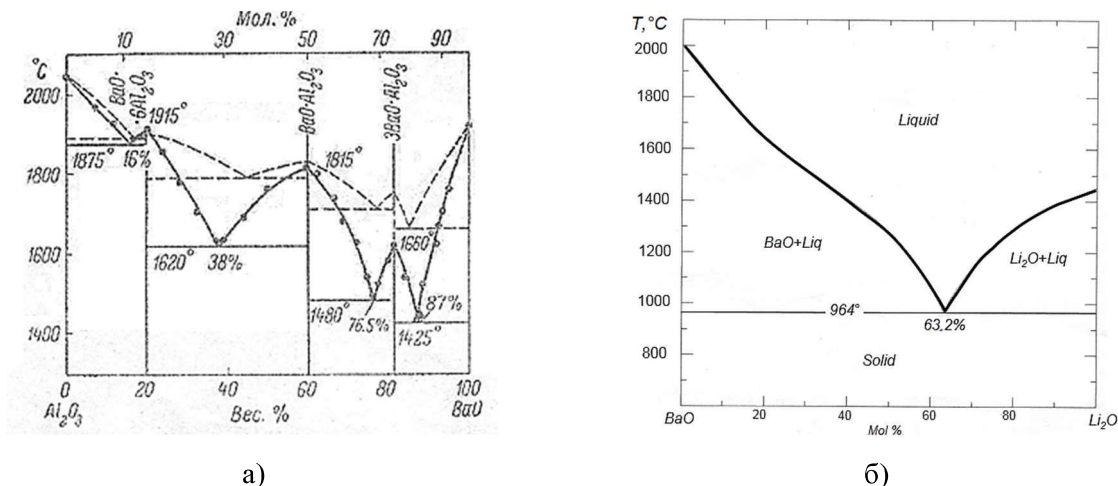 Мол. %
10 30 50 70 90
°C
2000
1800
1600
1400
BaO·
·6Al₂O₃
1915°
1875° 16%
1620° 38%
BaO·Al₂O₃
1815°
1480°
76.5%
3BaO·Al₂O₃
1660°
87%
1425°
0 20 40 60 80 100
Al₂O₃ Вес. % BaO
а)
T, °C
2000
1800
1600
1400
1200
1000
800
Liquid
BaO+Liq
Li₂O+Liq
964°
63,2%
Solid
BaO 20 40 60 80 Li₂O
Mol %
б)